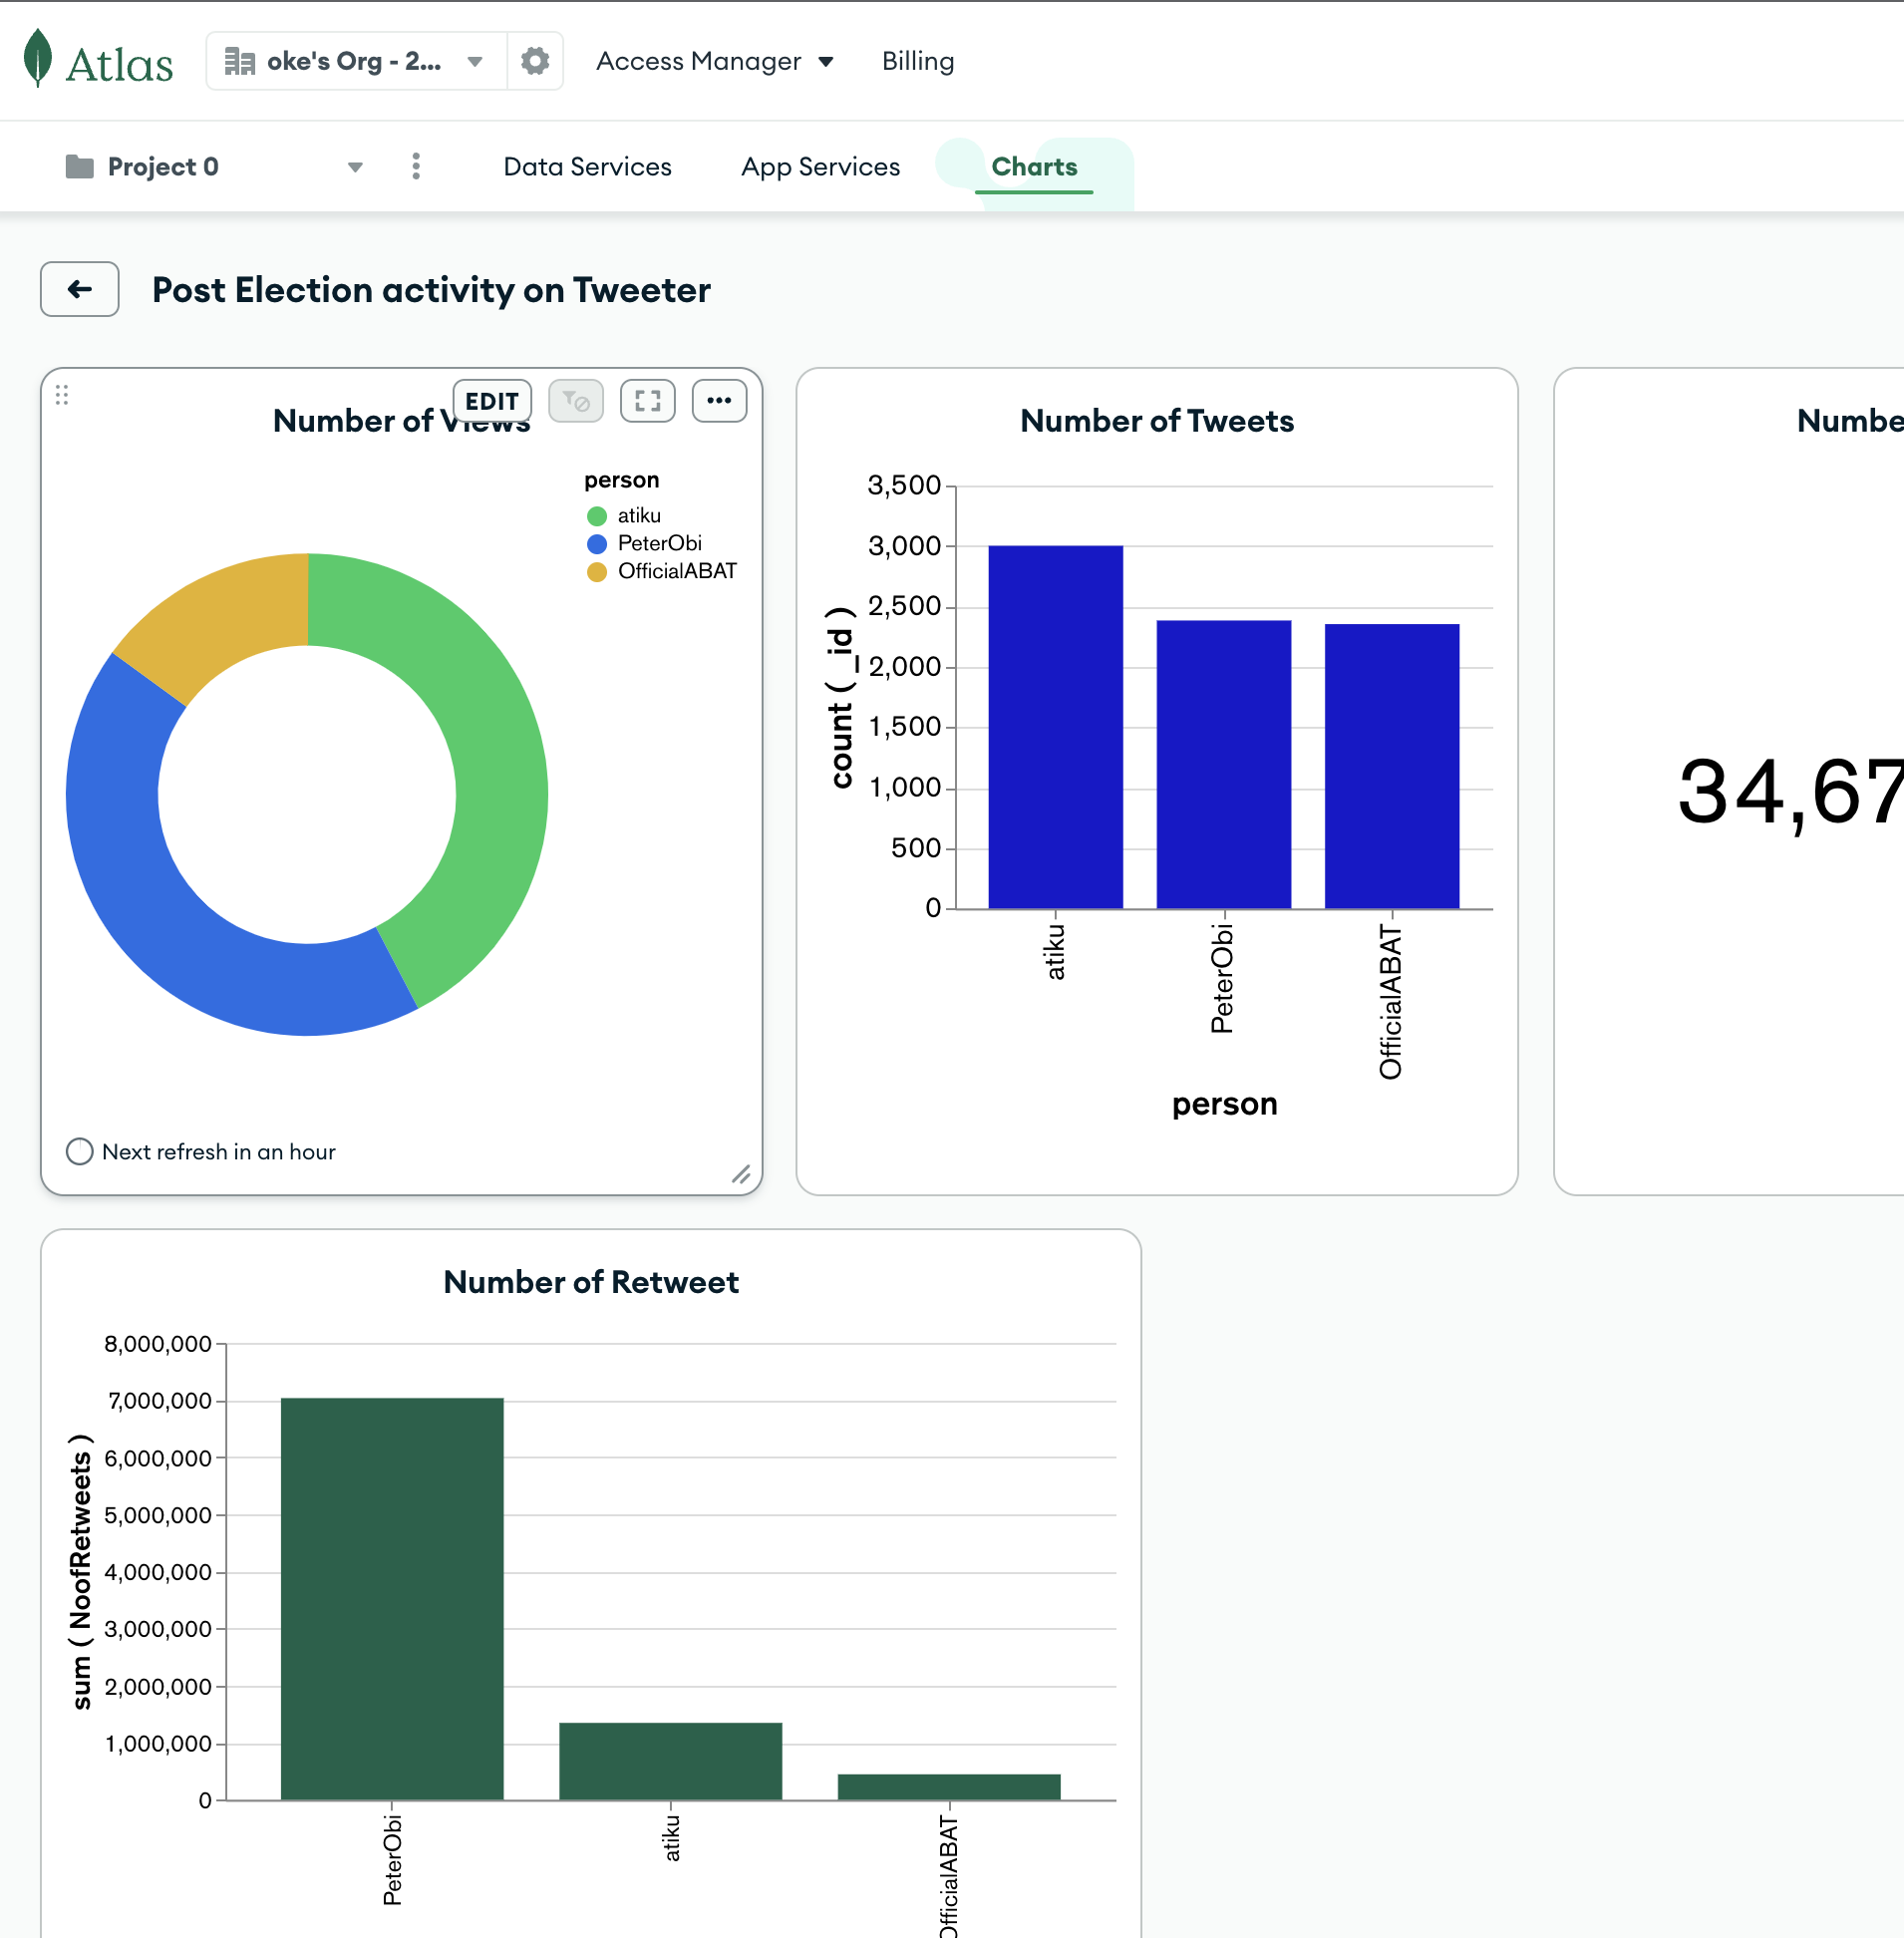 Atlas
oke's Org - 2...
Access Manager
Billing
Project 0
Data Services
App Services
Charts
Post Election activity on Tweeter
EDIT
Number of Views
person
atiku
PeterObi
OfficialABAT
Next refresh in an hour
Number of Tweets
3,500
3,000
2,500
2,000
1,500
1,000
500
0
count ( _id )
atiku
PeterObi
OfficialABAT
person
Numbe
34,67
Number of Retweet
8,000,000
7,000,000
6,000,000
5,000,000
4,000,000
3,000,000
2,000,000
1,000,000
0
sum ( NoofRetweets )
PeterObi
atiku
OfficialABAT